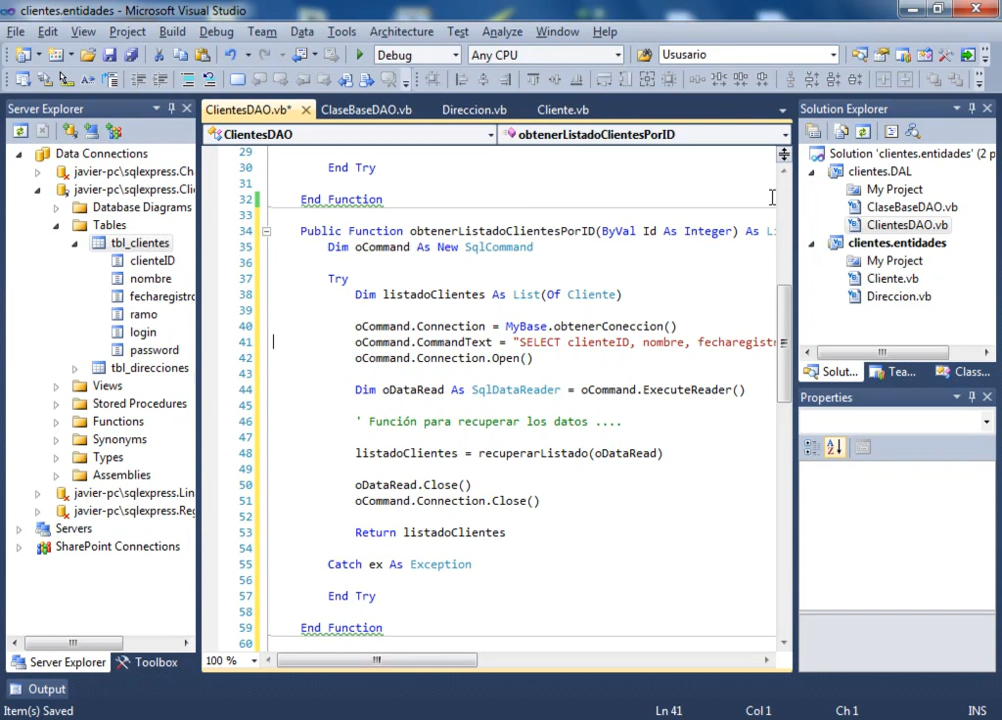 clientes.entidades - Microsoft Visual Studio
File Edit View Project Build Debug Team Data Tools Architecture Test Analyze Window Help
Debug Any CPU Usuario
Server Explorer
Data Connections
javier-pc\sqlexpress.Ch
javier-pc\sqlexpress.Cli
Database Diagrams
Tables
tbl_clientes
clienteID
nombre
fecharegistro
ramo
login
password
tbl_direcciones
Views
Stored Procedures
Functions
Synonyms
Types
Assemblies
javier-pc\sqlexpress.Lin
javier-pc\sqlexpress.Reg
Servers
SharePoint Connections
Server Explorer Toolbox
ClientesDAO.vb* ClaseBaseDAO.vb Direccion.vb Cliente.vb
ClientesDAO obtenerListadoClientesPorID
29
30 End Try
31
32 End Function
33
34 Public Function obtenerListadoClientesPorID(ByVal Id As Integer) As Li
35 Dim oCommand As New SqlCommand
36
37 Try
38 Dim listadoClientes As List(Of Cliente)
39
40 oCommand.Connection = MyBase.obtenerConeccion()
41 oCommand.CommandText = "SELECT clienteID, nombre, fecharegistr
42 oCommand.Connection.Open()
43
44 Dim oDataRead As SqlDataReader = oCommand.ExecuteReader()
45
46 ' Función para recuperar los datos ....
47
48 listadoClientes = recuperarListado(oDataRead)
49
50 oDataRead.Close()
51 oCommand.Connection.Close()
52
53 Return listadoClientes
54
55 Catch ex As Exception
56
57 End Try
58
59 End Function
60
100 %
Solution Explorer
Solution 'clientes.entidades' (2 projects)
clientes.DAL
My Project
ClaseBaseDAO.vb
ClientesDAO.vb
clientes.entidades
My Project
Cliente.vb
Direccion.vb
Solut... Tea... Class...
Properties
Output
Item(s) Saved Ln 41 Col 1 Ch 1 INS